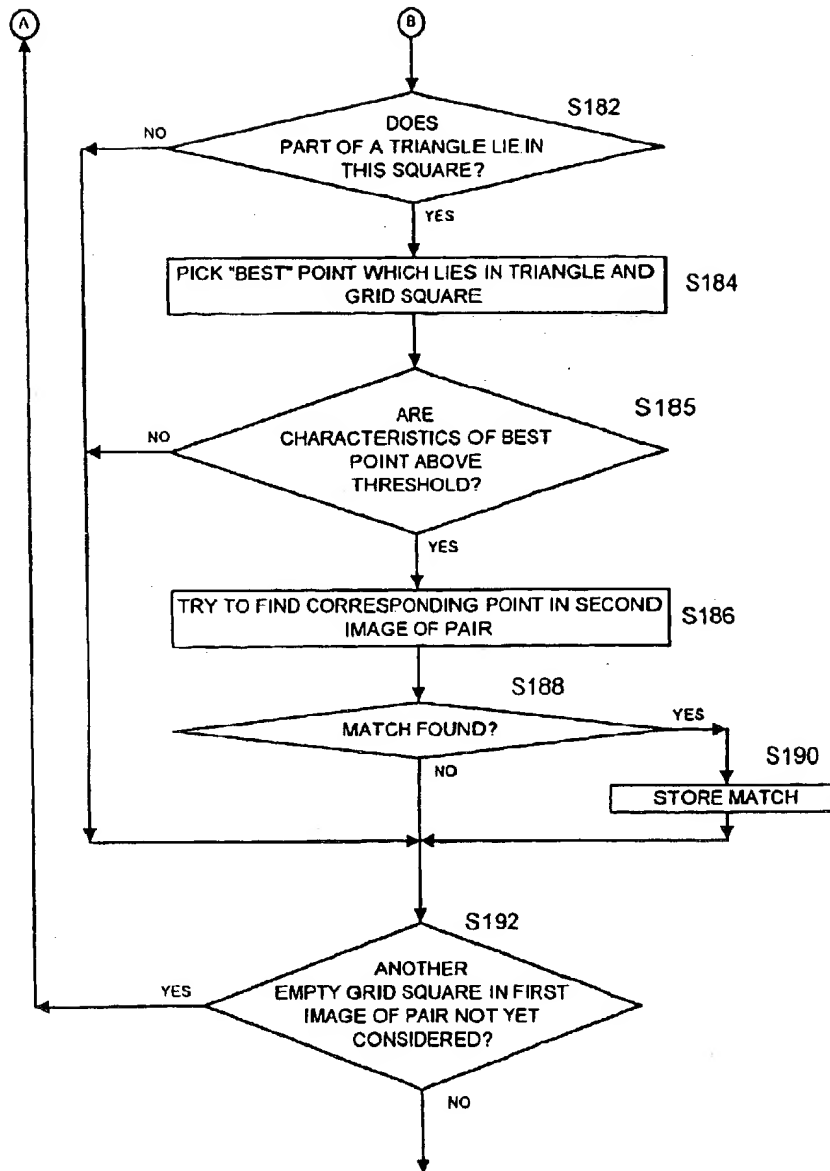 A
B
S182
DOES
PART OF A TRIANGLE LIE IN
THIS SQUARE?
NO
YES
PICK "BEST" POINT WHICH LIES IN TRIANGLE AND
GRID SQUARE
S184
S185
ARE
CHARACTERISTICS OF BEST
POINT ABOVE
THRESHOLD?
NO
YES
TRY TO FIND CORRESPONDING POINT IN SECOND
IMAGE OF PAIR
S186
S188
MATCH FOUND?
YES
NO
S190
STORE MATCH
S192
ANOTHER
EMPTY GRID SQUARE IN FIRST
IMAGE OF PAIR NOT YET
CONSIDERED?
YES
NO